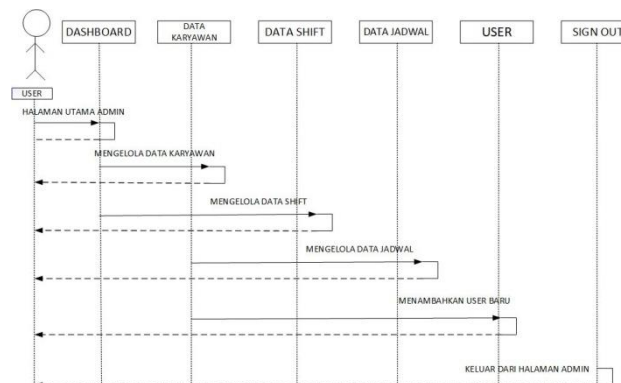 DASHBOARD
DATA
KARYAWAN
DATA SHIFT
DATA JADWAL
USER
SIGN OUT
USER
HALAMAN UTAMA ADMIN
MENGELOLA DATA KARYAWAN
MENGELOLA DATA SHIFT
MENGELOLA DATA JADWAL
MENAMBAHKAN USER BARU
KELUAR DARI HALAMAN ADMIN